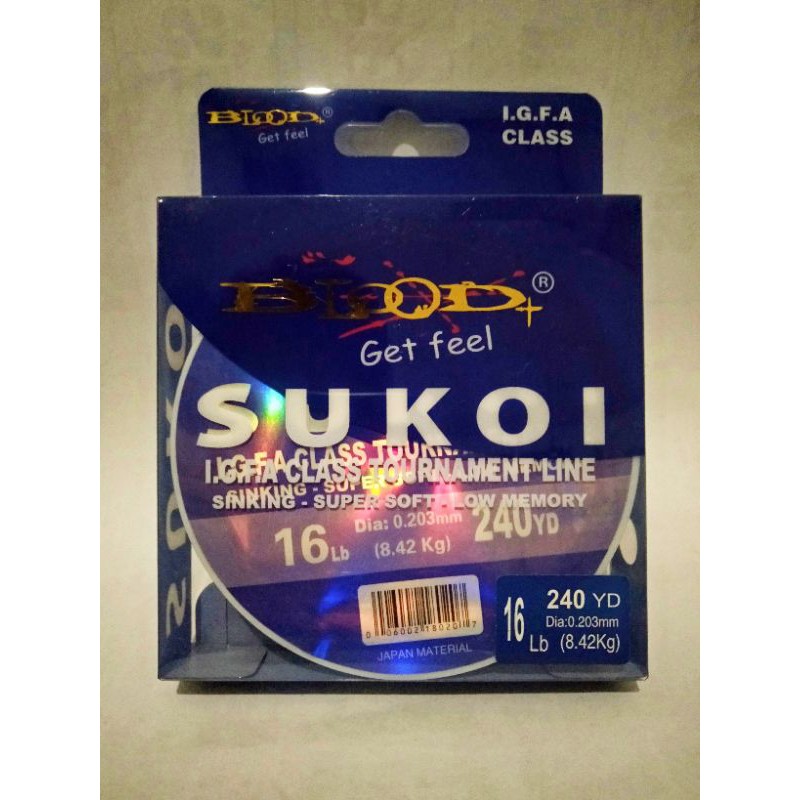 BLOOD+®
Get feel
I.G.F.A
CLASS
BLOOD+®
Get feel
SUKOI
SUKOI
I.G.F.A CLASS TOURNAMENT LINE
SINKING - SUPER SOFT - LOW MEMORY
16Lb
Dia: 0.203mm
(8.42 Kg)
240YD
JAPAN MATERIAL
16
Lb
240 YD
Dia:0.203mm
(8.42Kg)